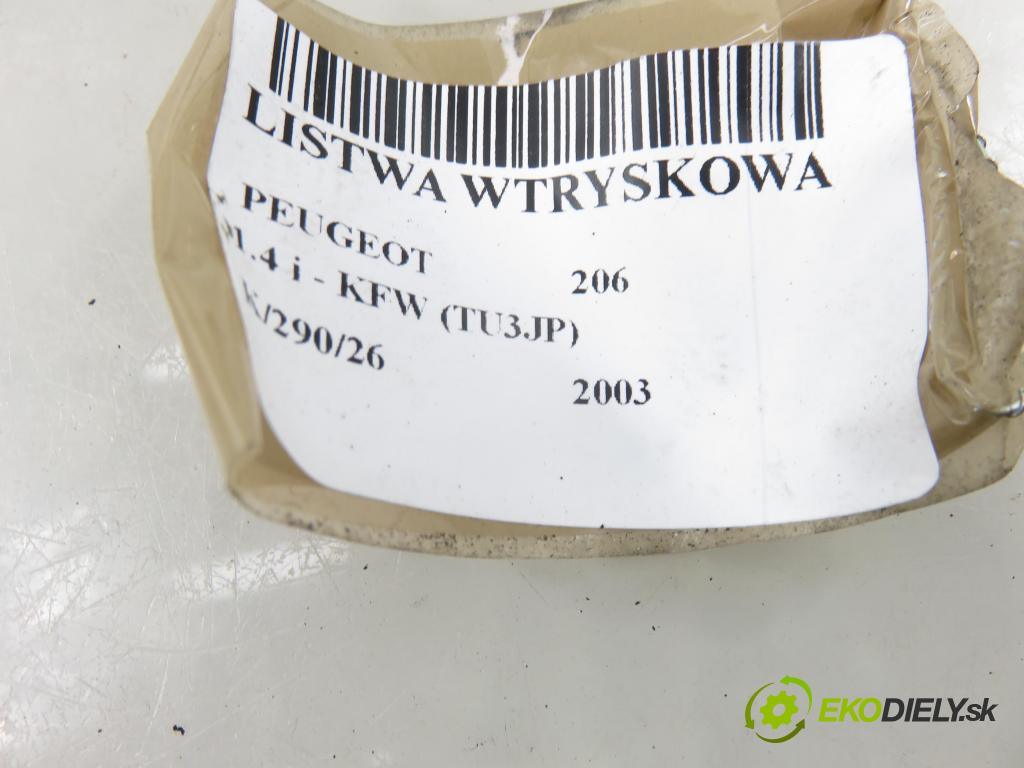 LISTWA WTRYSKOWA
PEUGEOT 206
1.4 i - KFW (TU3JP)
K/290/26 2003
EKODIELY.sk